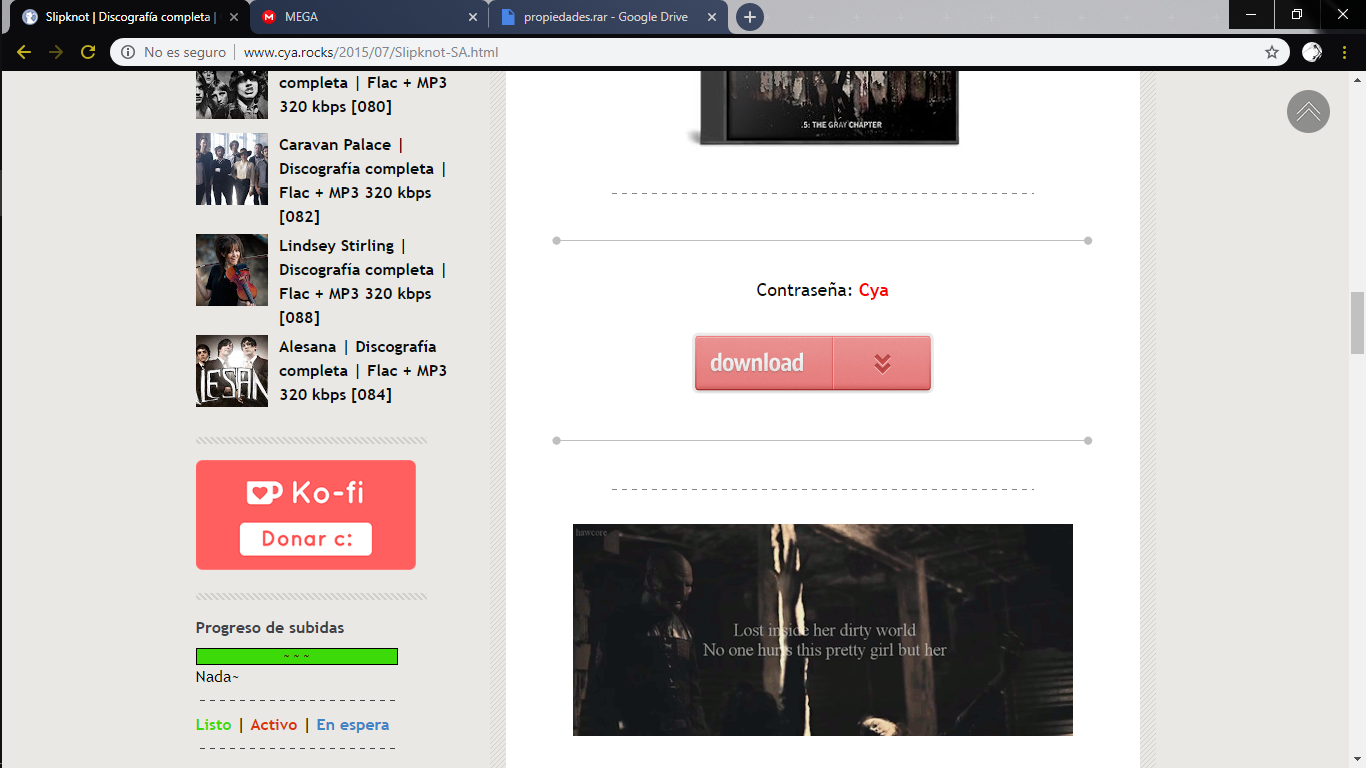 Slipknot | Discografía completa |
MEGA
propiedades.rar - Google Drive
No es seguro
www.cya.rocks/2015/07/Slipknot-SA.html
completa | Flac + MP3
320 kbps [080]
Caravan Palace |
Discografía completa |
Flac + MP3 320 kbps
[082]
Lindsey Stirling |
Discografía completa |
Flac + MP3 320 kbps
[088]
LESAN
Alesana | Discografía
completa | Flac + MP3
320 kbps [084]
Ko-fi
Donar c:
Progreso de subidas
~ ~ ~
Nada~
Listo | Activo | En espera
.5: THE GRAY CHAPTER
Contraseña: Cya
download
hawcore
Lost inside her dirty world
No one hurts this pretty girl but her